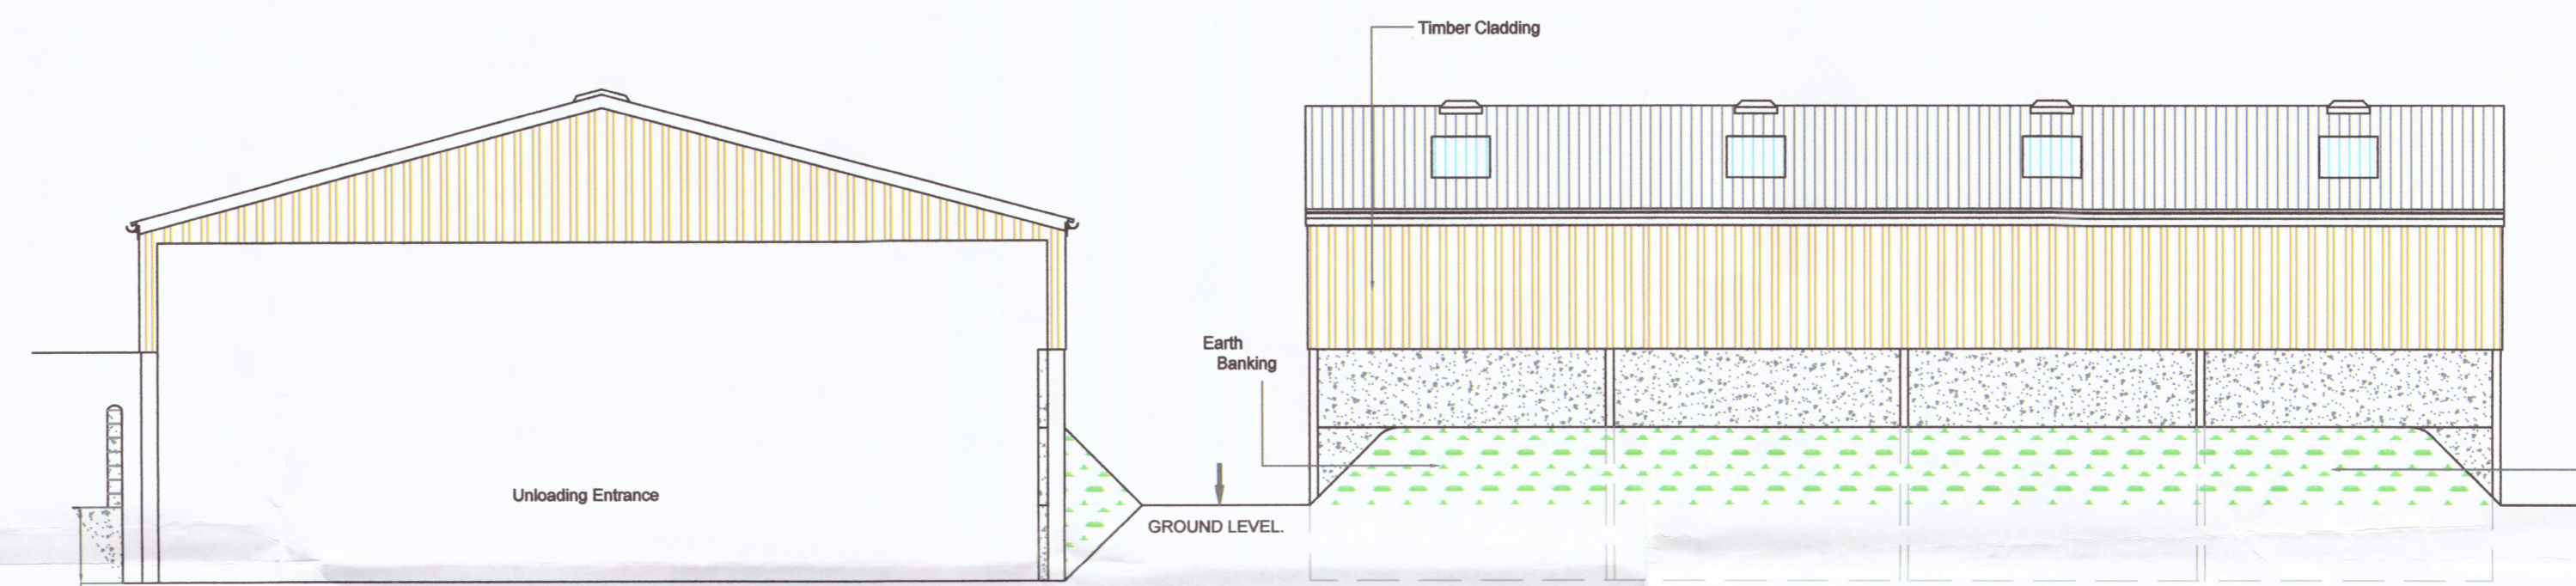 Timber Cladding
Earth
Banking
Unloading Entrance
GROUND LEVEL.